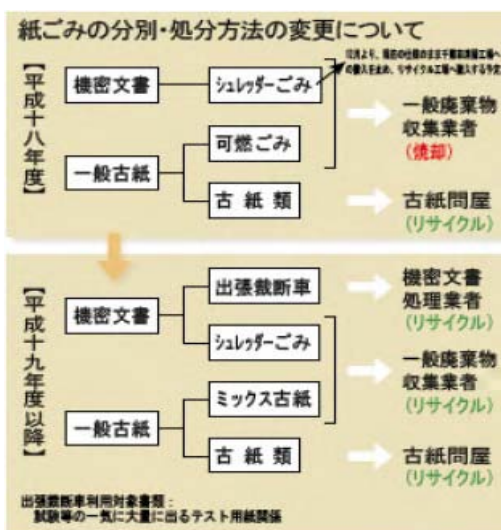 紙ごみの分別・処分方法の変更について
【平成十八年度】
機密文書
シュレッダーごみ
一般古紙
可燃ごみ
古紙類
一般廃棄物
収集業者
(焼却)
古紙問屋
(リサイクル)
【平成十九年度以降】
機密文書
出張裁断車
シュレッダーごみ
一般古紙
ミックス古紙
古紙類
機密文書
処理業者
(リサイクル)
一般廃棄物
収集業者
(リサイクル)
古紙問屋
(リサイクル)
出張裁断車利用対象書類：
試験等の一気に大量に出るテスト用紙関係